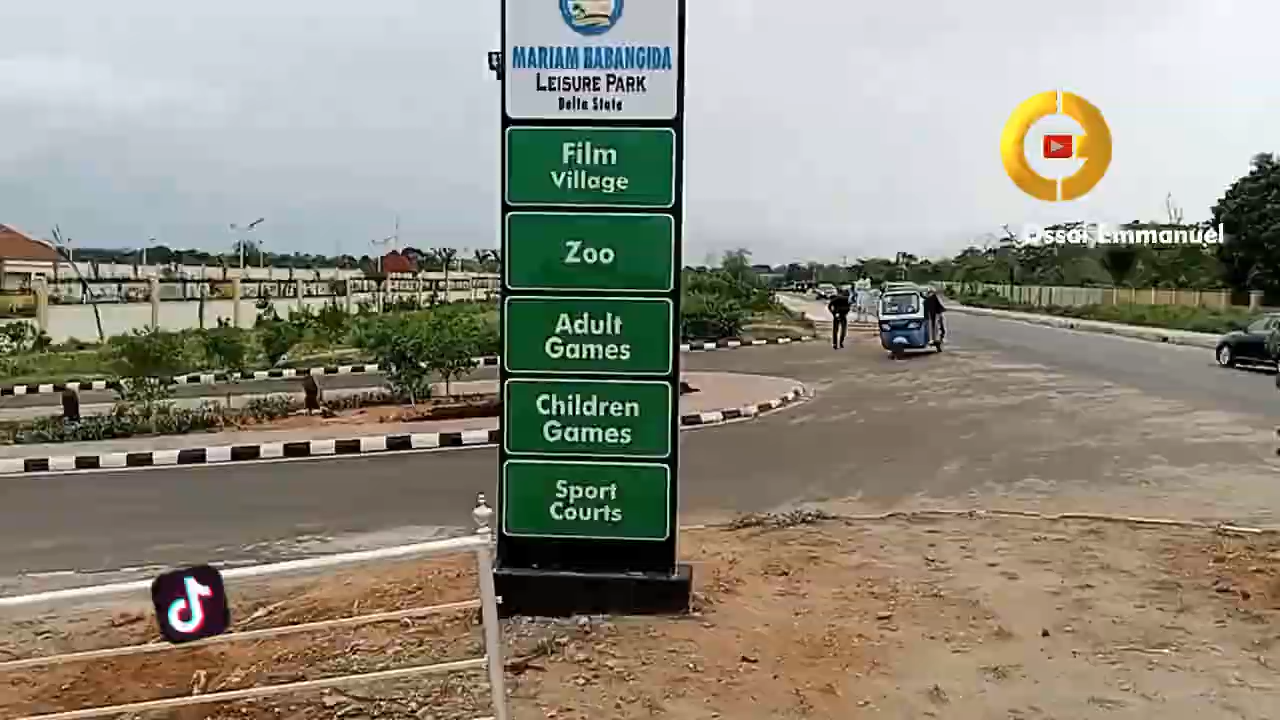 MARIAM BABANGIDA
LEISURE PARK
Delta State
Film
Village
Zoo
Adult
Games
Children
Games
Sport
Courts
Ossai Emmanuel